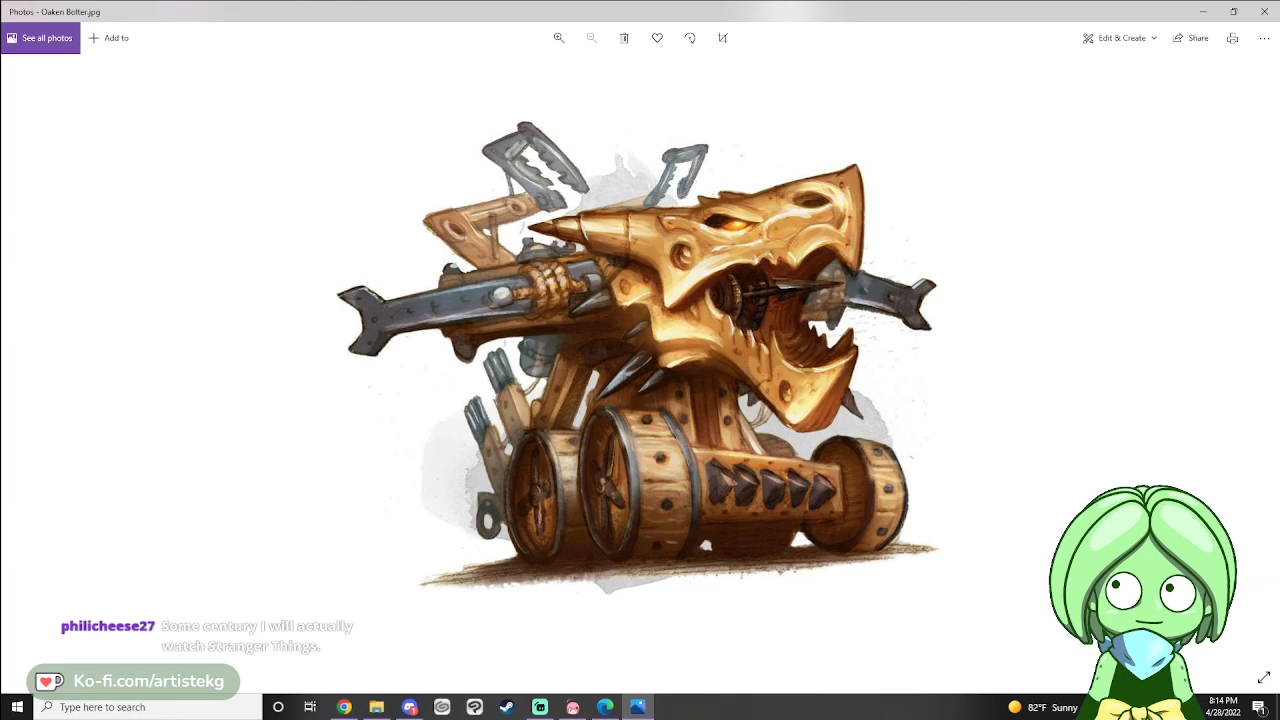 Photos - Oaken Bolter.jpg
See all photos
Add to
Edit & Create
Share
philicheese27 Some century I will actually
watch Stranger Things.
Ko-fi.com/artistekg
Type here to search
82°F Sunny
8:14 PM
4/28/2022